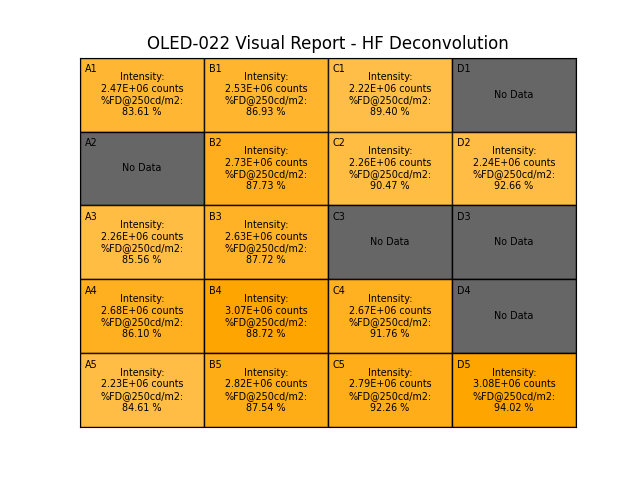 OLED-022 Visual Report - HF Deconvolution
A1
Intensity:
2.47E+06 counts
%FD@250cd/m2:
83.61 %
B1
Intensity:
2.53E+06 counts
%FD@250cd/m2:
86.93 %
C1
Intensity:
2.22E+06 counts
%FD@250cd/m2:
89.40 %
D1
No Data
A2
No Data
B2
Intensity:
2.73E+06 counts
%FD@250cd/m2:
87.73 %
C2
Intensity:
2.26E+06 counts
%FD@250cd/m2:
90.47 %
D2
Intensity:
2.24E+06 counts
%FD@250cd/m2:
92.66 %
A3
Intensity:
2.26E+06 counts
%FD@250cd/m2:
85.56 %
B3
Intensity:
2.63E+06 counts
%FD@250cd/m2:
87.72 %
C3
No Data
D3
No Data
A4
Intensity:
2.68E+06 counts
%FD@250cd/m2:
86.10 %
B4
Intensity:
3.07E+06 counts
%FD@250cd/m2:
88.72 %
C4
Intensity:
2.67E+06 counts
%FD@250cd/m2:
91.76 %
D4
No Data
A5
Intensity:
2.23E+06 counts
%FD@250cd/m2:
84.61 %
B5
Intensity:
2.82E+06 counts
%FD@250cd/m2:
87.54 %
C5
Intensity:
2.79E+06 counts
%FD@250cd/m2:
92.26 %
D5
Intensity:
3.08E+06 counts
%FD@250cd/m2:
94.02 %